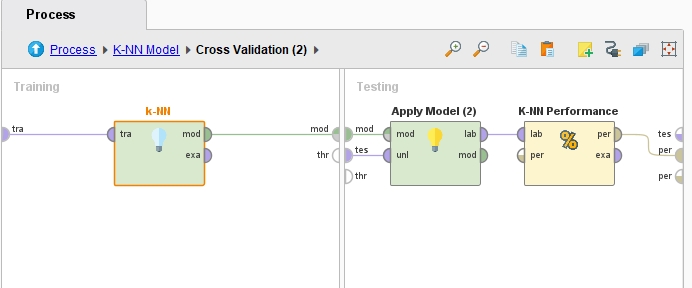 Process
Process K-NN Model Cross Validation (2)
Training
Testing
k-NN
Apply Model (2)
K-NN Performance
tra
tra
mod
mod
mod
mod
lab
lab
per
tes
exa
thr
tes
unl
mod
per
exa
per
thr
per